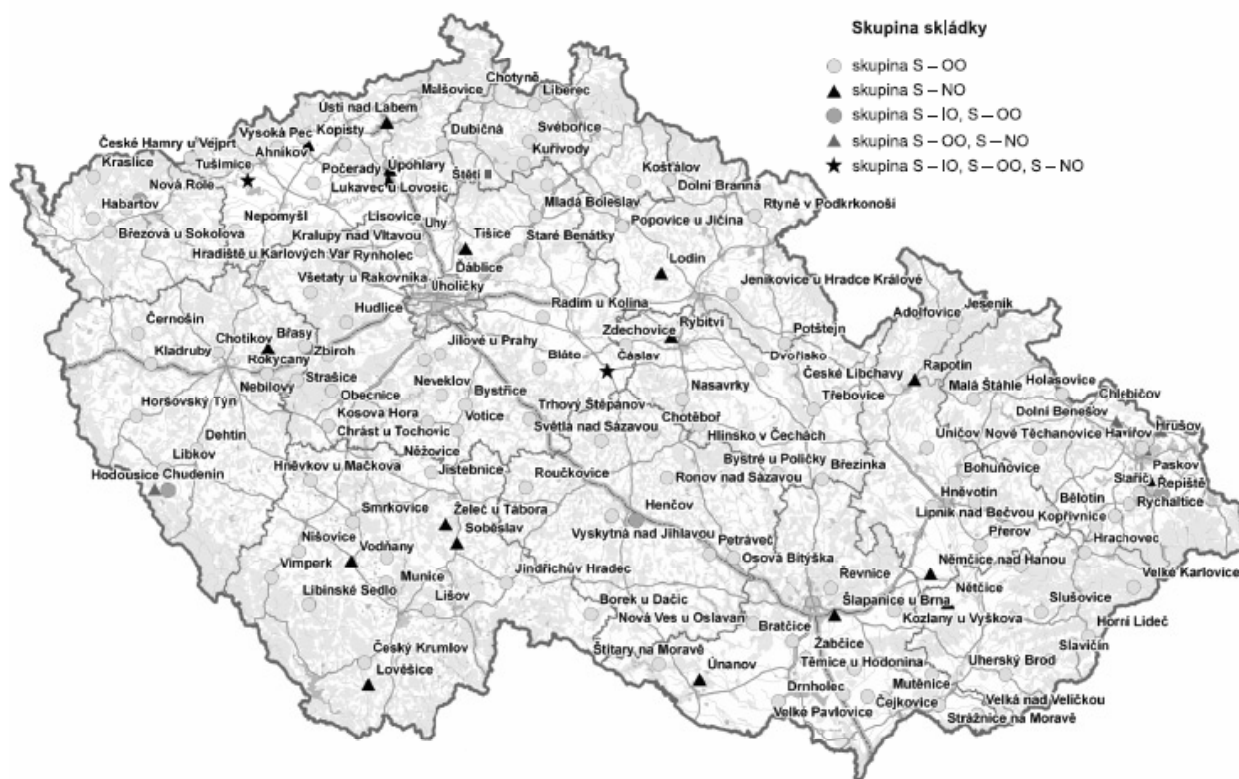 Skupina skládky
skupina S – OO
skupina S – NO
skupina S – IO, S – OO
skupina S – OO, S – NO
skupina S – IO, S – OO, S – NO
Chotyně
Malšovice
Liberec
Ústí nad Labem
Vysoká Pec
Kopisty
Dubičná
Svébořice
České Hamry u Vejprt
Ahníkov
Kuřívody
Kraslice
Tušimice
Počerady
Úpohlavy
Košťálov
Nová Role
Lukavec u Lovosic
Štětí II
Dolní Branná
Habartov
Nepomyšl
Mladá Boleslav
Rtyně v Podkrkonoší
Lisovice
Uhy
Popovice u Jičína
Březová u Sokolova
Kralupy nad Vltavou
Tišice
Staré Benátky
Hradiště u Karlových Var
Rynholec
Ďáblice
Lodín
Všetaty u Rakovníka
Úholičky
Jeníkovice u Hradce Králové
Hudlice
Radim u Kolína
Jeseník
Adolfovice
Černošín
Chotíkov
Břasy
Zdechovice
Rybitví
Potštejn
Kladruby
Rokycany
Zbiroh
Jílové u Prahy
Bláto
Čáslav
Dvořisko
České Libchavy
Rapotín
Nebílovy
Strašice
Neveklov
Bystřice
Nasavrky
Malá Štáhle
Holasovice
Obecnice
Chlebičov
Horšovský Týn
Kosova Hora
Votice
Trhový Štěpánov
Chotěboř
Třebovice
Dolní Benešov
Chrást u Tochovic
Světlá nad Sázavou
Hlinsko v Čechách
Uničov
Nové Těchanovice
Havířov
Hrušov
Dehtín
Libkov
Něžovice
Bystré u Poličky
Březinka
Bohuňovice
Paskov
Hodousice
Chudenín
Hněvkov u Mačkova
Jistebnice
Roučkovice
Ronov nad Sázavou
Hněvotín
Bělotín
Staříč
Řepiště
Smrkovice
Želeč u Tábora
Henčov
Lipník nad Bečvou
Kopřivnice
Rychaltice
Nišovice
Vodňany
Soběslav
Vyskytná nad Jihlavou
Petráveč
Přerov
Hrachovec
Vimperk
Osová Bítýška
Němčice nad Hanou
Libínské Sedlo
Munice
Jindřichův Hradec
Řevnice
Velké Karlovice
Lišov
Borek u Dačic
Šlapanice u Brna
Nětčice
Slušovice
Nová Ves u Oslavan
Bratčice
Kozlany u Vyškova
Horní Lideč
Český Krumlov
Štítary na Moravě
Žabčice
Slavičín
Lověšice
Únanov
Těmice u Hodonína
Uherský Brod
Drnholec
Mutěnice
Velké Pavlovice
Čejkovice
Velká nad Veličkou
Strážnice na Moravě